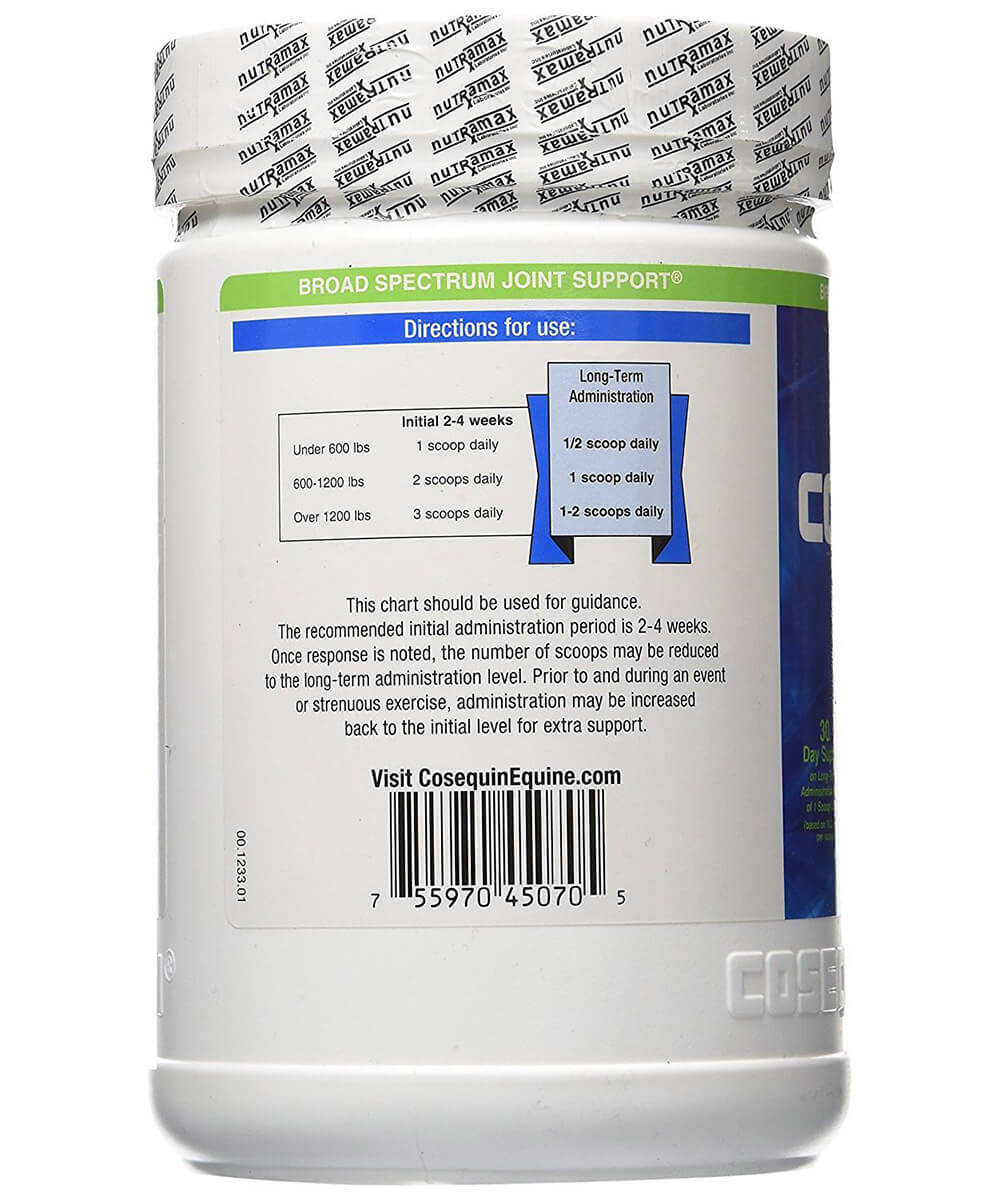 nutramax
Laboratories Inc
BROAD SPECTRUM JOINT SUPPORT®
Directions for use:
Long-Term
Administration
Initial 2-4 weeks
Under 600 lbs 1 scoop daily 1/2 scoop daily
600-1200 lbs 2 scoops daily 1 scoop daily
Over 1200 lbs 3 scoops daily 1-2 scoops daily
This chart should be used for guidance.
The recommended initial administration period is 2-4 weeks.
Once response is noted, the number of scoops may be reduced
to the long-term administration level. Prior to and during an event
or strenuous exercise, administration may be increased
back to the initial level for extra support.
Visit CosequinEquine.com
7 55970 45070 5
00.1233.01
30
Day
of 1